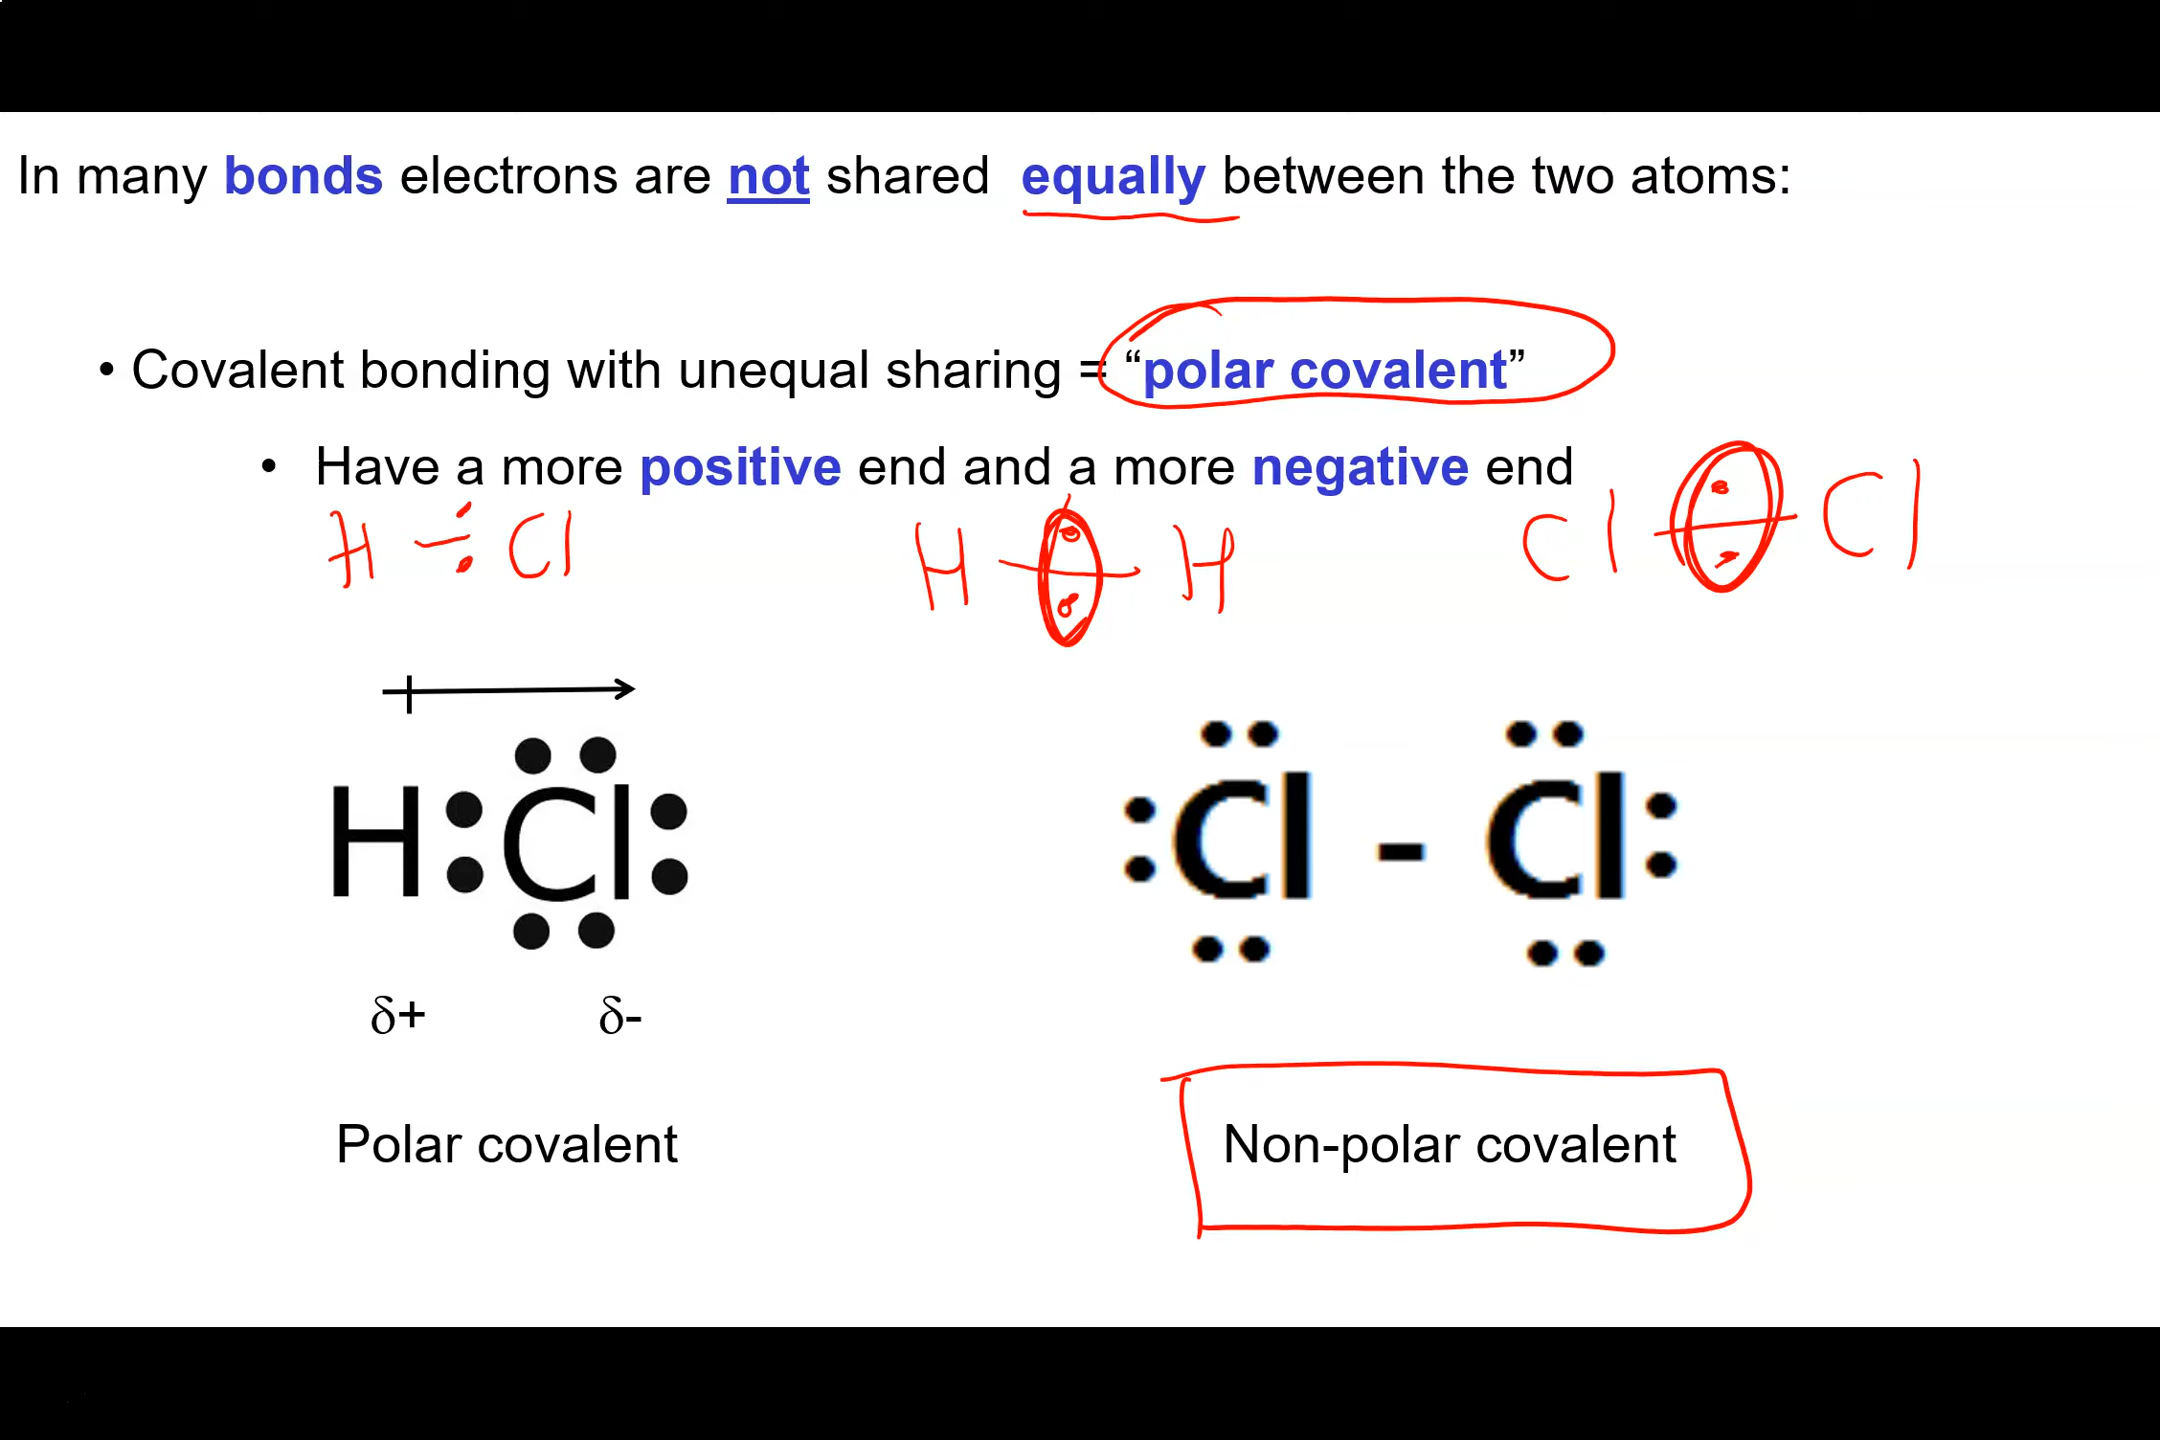 In many bonds electrons are not shared equally between the two atoms:
• Covalent bonding with unequal sharing = “polar covalent”
• Have a more positive end and a more negative end
H – Cl H – H Cl – Cl
H:Cl: :Cl - Cl:
δ+ δ-
Polar covalent Non-polar covalent